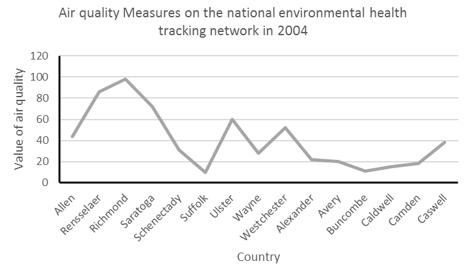 Air quality Measures on the national environmental health
tracking network in 2004
Value of air quality
120
100
80
60
40
20
0
Allen
Rensselaer
Richmond
Saratoga
Schenectady
Suffolk
Ulster
Wayne
Westchester
Alexander
Avery
Buncombe
Caldwell
Camden
Caswell
Country